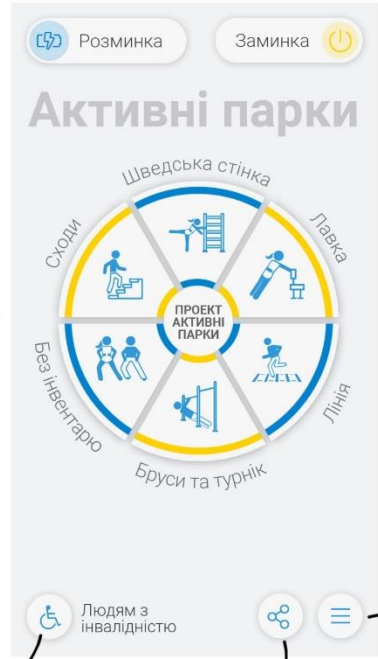 Розминка
Заминка
Активні парки
Шведська стінка
Сходи
Лавка
ПРОЕКТ
АКТИВНІ
ПАРКИ
Без інвентарю
Лінія
Бруси та турнік
Людям з
інвалідністю